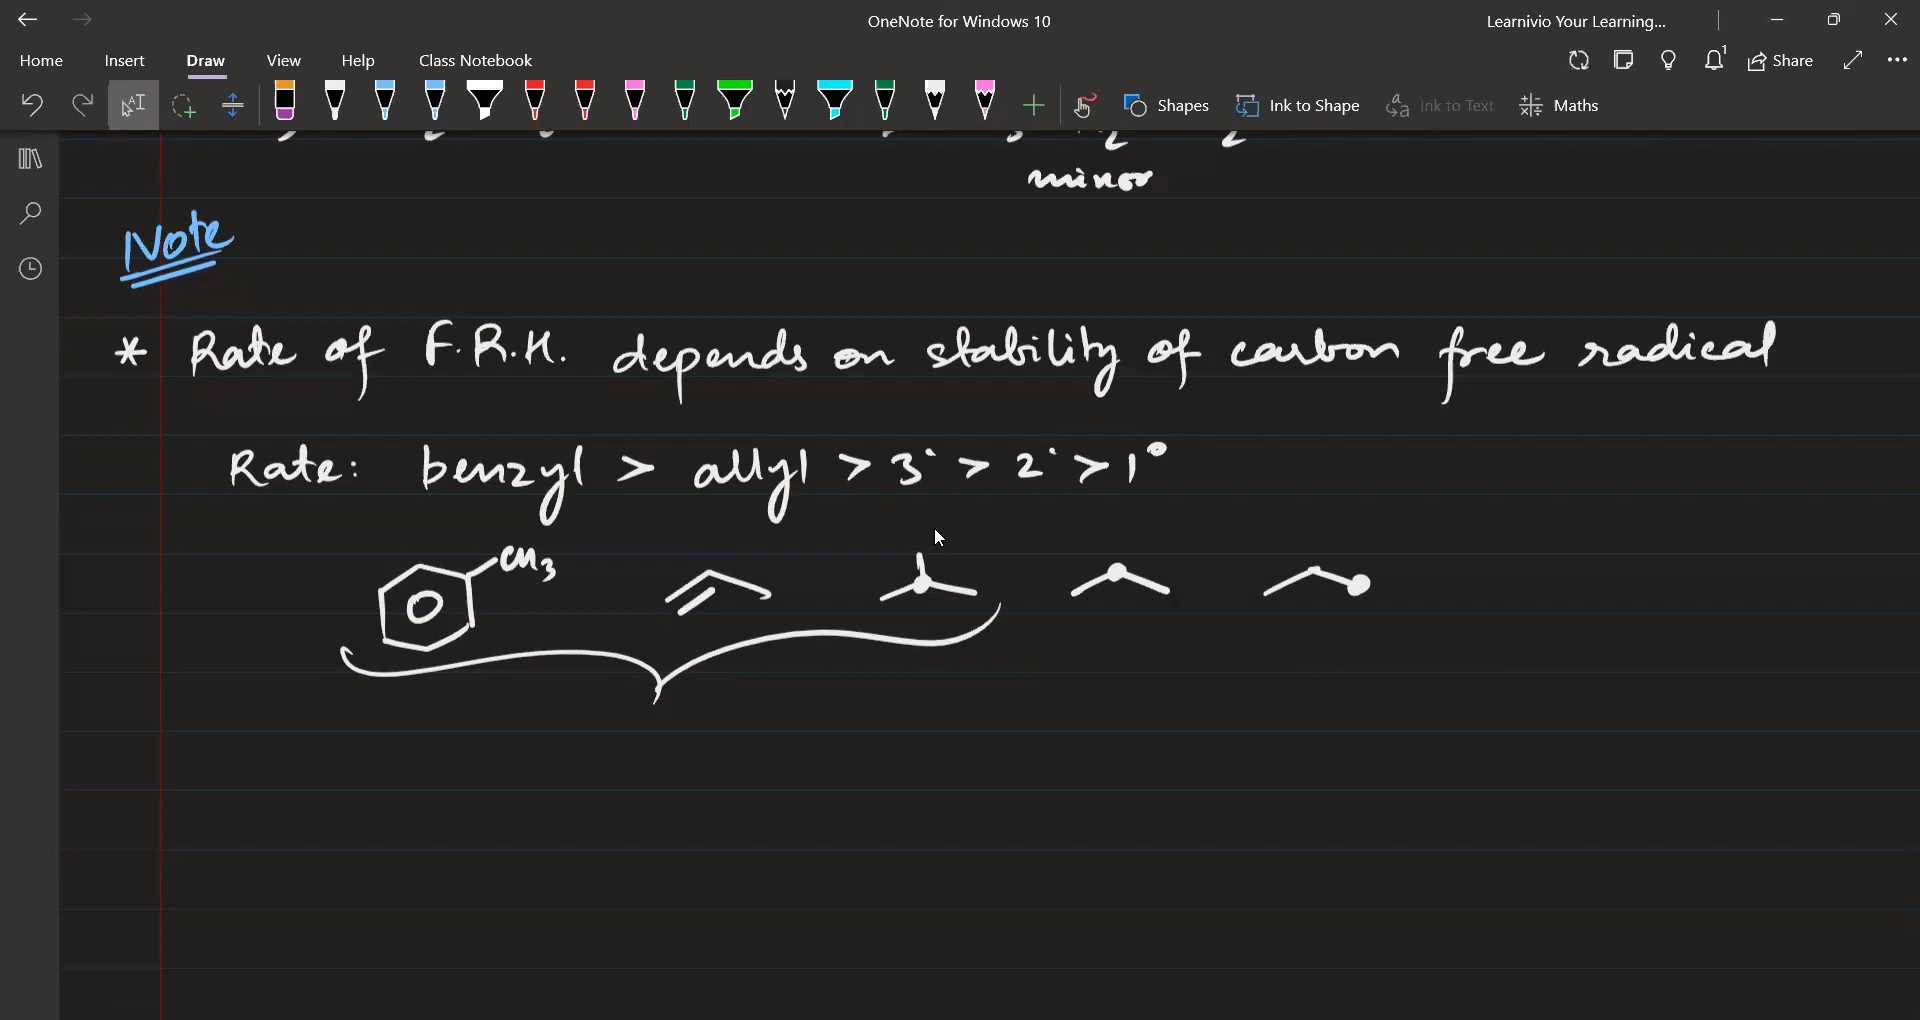 OneNote for Windows 10
Learnivio Your Learning...
Home Insert Draw View Help Class Notebook
1
Share
Shapes Ink to Shape Ink to Text Maths
minor
Note
* Rate of F.R.H. depends on stability of carbon free radical
Rate: benzyl > allyl > 3° > 2° > 1°
CH3